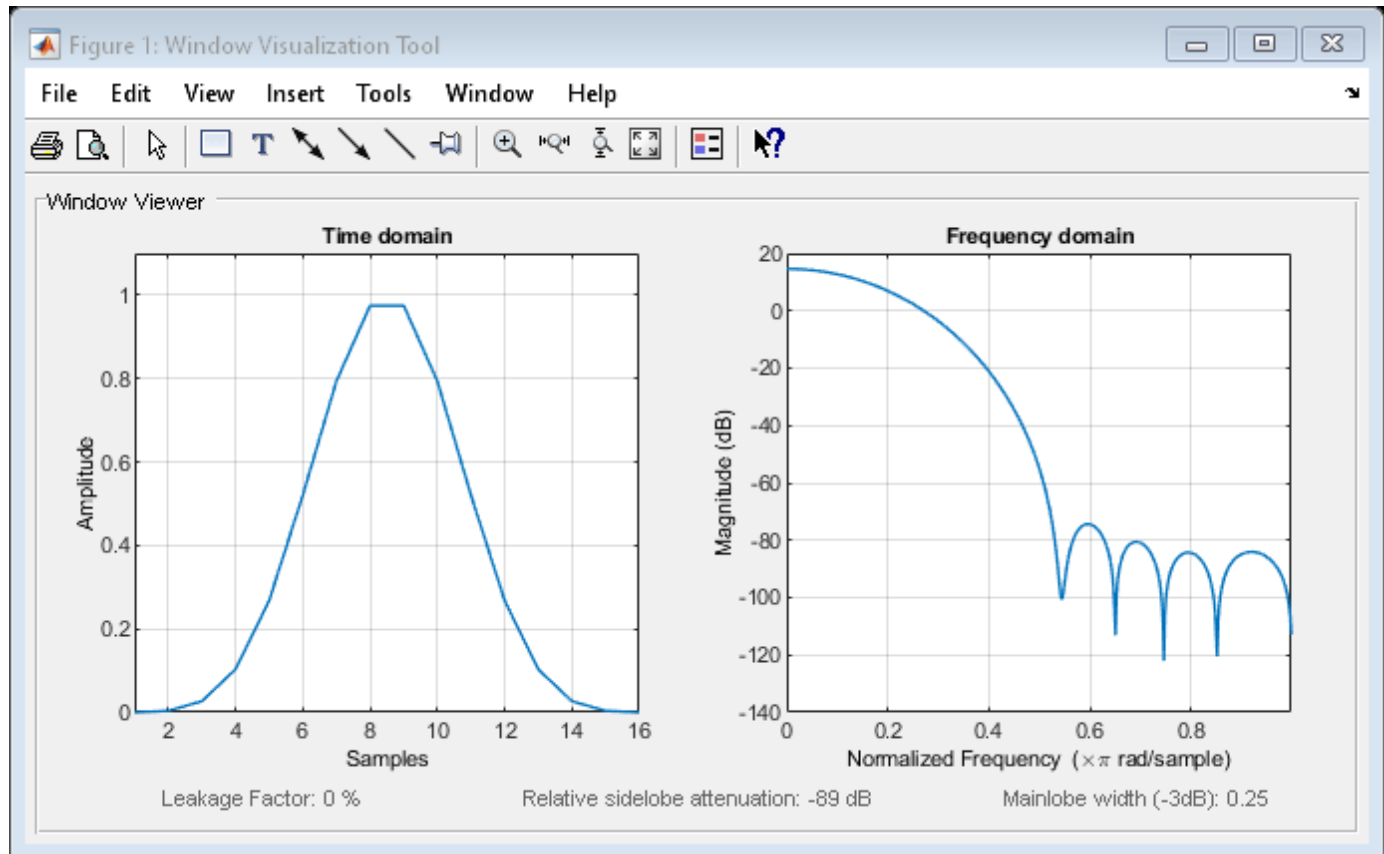 Figure 1: Window Visualization Tool
File Edit View Insert Tools Window Help
T
?
Window Viewer
Time domain
1
0.8
0.6
0.4
0.2
0
Amplitude
2 4 6 8 10 12 14 16
Samples
Frequency domain
20
0
-20
-40
-60
-80
-100
-120
-140
Magnitude (dB)
0 0.2 0.4 0.6 0.8
Normalized Frequency (×π rad/sample)
Leakage Factor: 0 % Relative sidelobe attenuation: -89 dB Mainlobe width (-3dB): 0.25